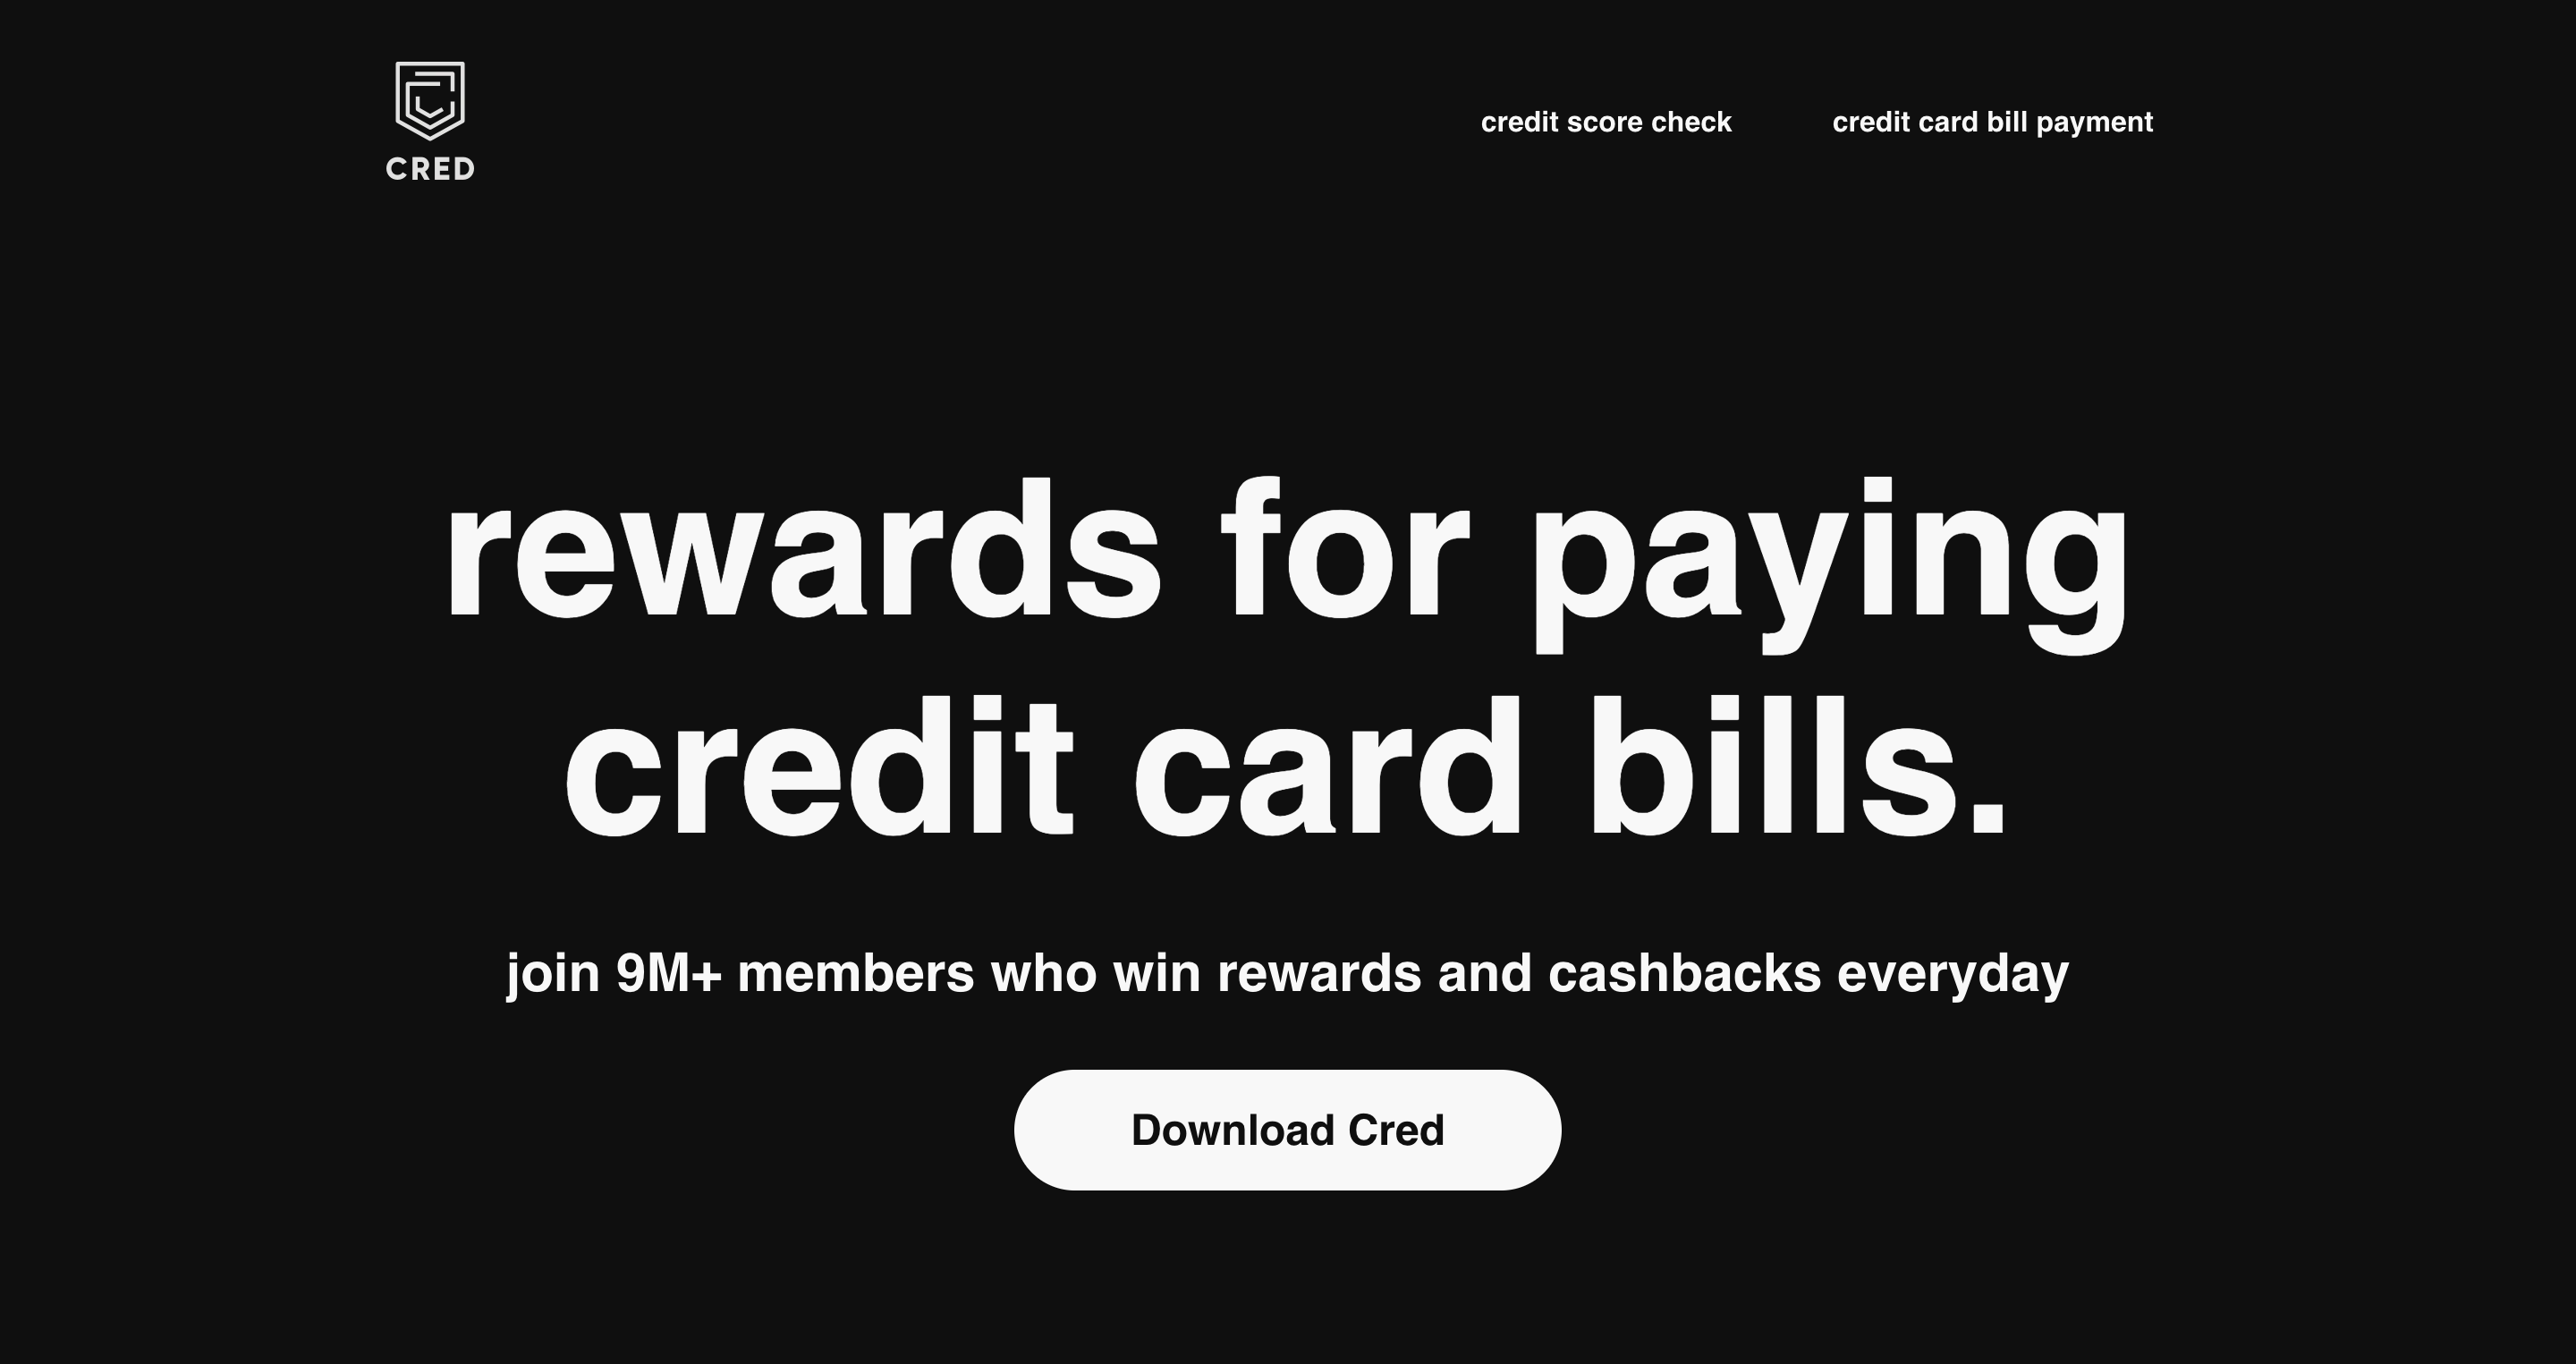 CRED
credit score check
credit card bill payment
rewards for paying
credit card bills.
join 9M+ members who win rewards and cashbacks everyday
Download Cred